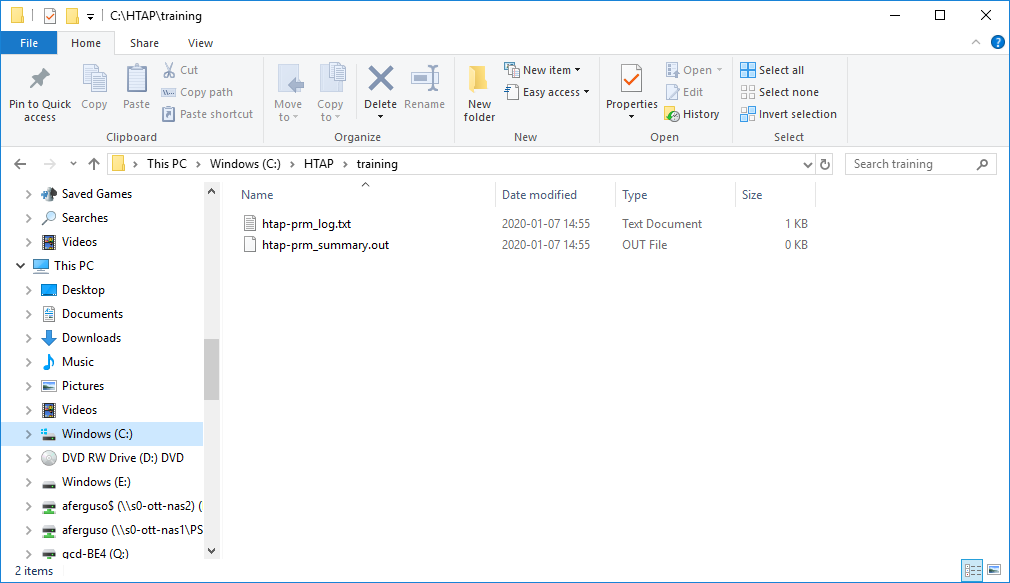 C:\HTAP\training
File Home Share View
Pin to Quick access
Copy
Paste
Cut
Copy path
Paste shortcut
Clipboard
Move to
Copy to
Delete
Rename
Organize
New folder
New item
Easy access
New
Properties
Open
Edit
History
Open
Select all
Select none
Invert selection
Select
This PC > Windows (C:) > HTAP > training
Search training
Saved Games
Searches
Videos
This PC
Desktop
Documents
Downloads
Music
Pictures
Videos
Windows (C:)
DVD RW Drive (D:) DVD
Windows (E:)
aferguso$ (\\s0-ott-nas2) (
aferguso (\\s0-ott-nas1\PS
qcd-BE4 (Q:)
Name Date modified Type Size
htap-prm_log.txt 2020-01-07 14:55 Text Document 1 KB
htap-prm_summary.out 2020-01-07 14:55 OUT File 0 KB
2 items